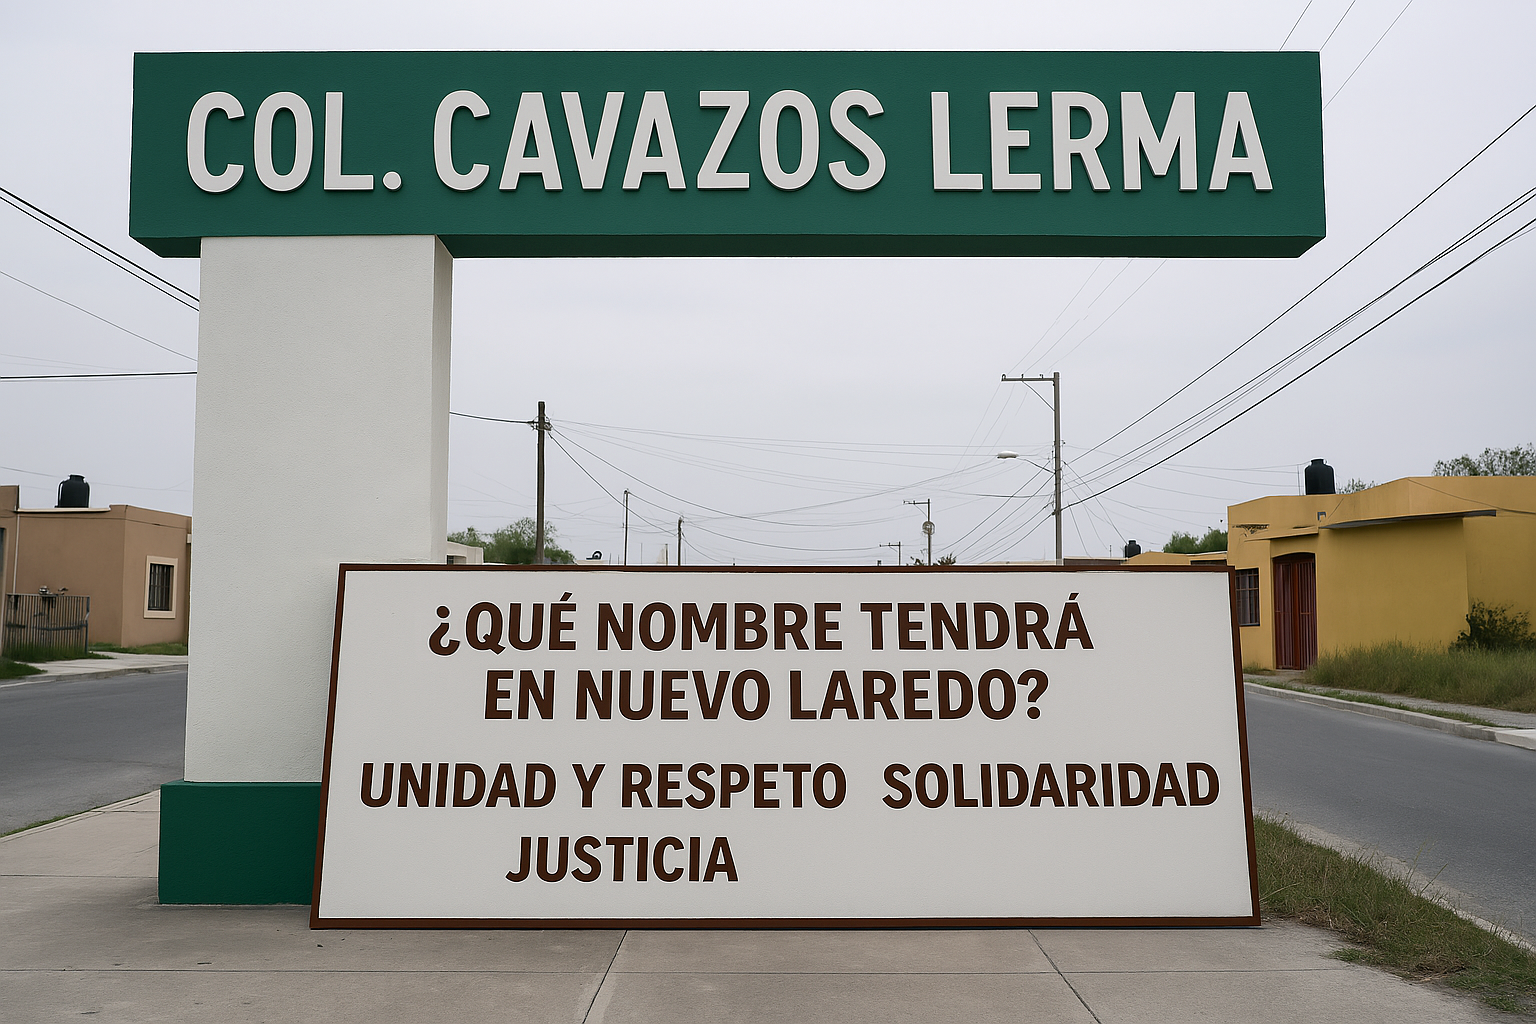 COL. CAVAZOS LERMA
¿QUÉ NOMBRE TENDRÁ
EN NUEVO LAREDO?
UNIDAD Y RESPETO SOLIDARIDAD
JUSTICIA